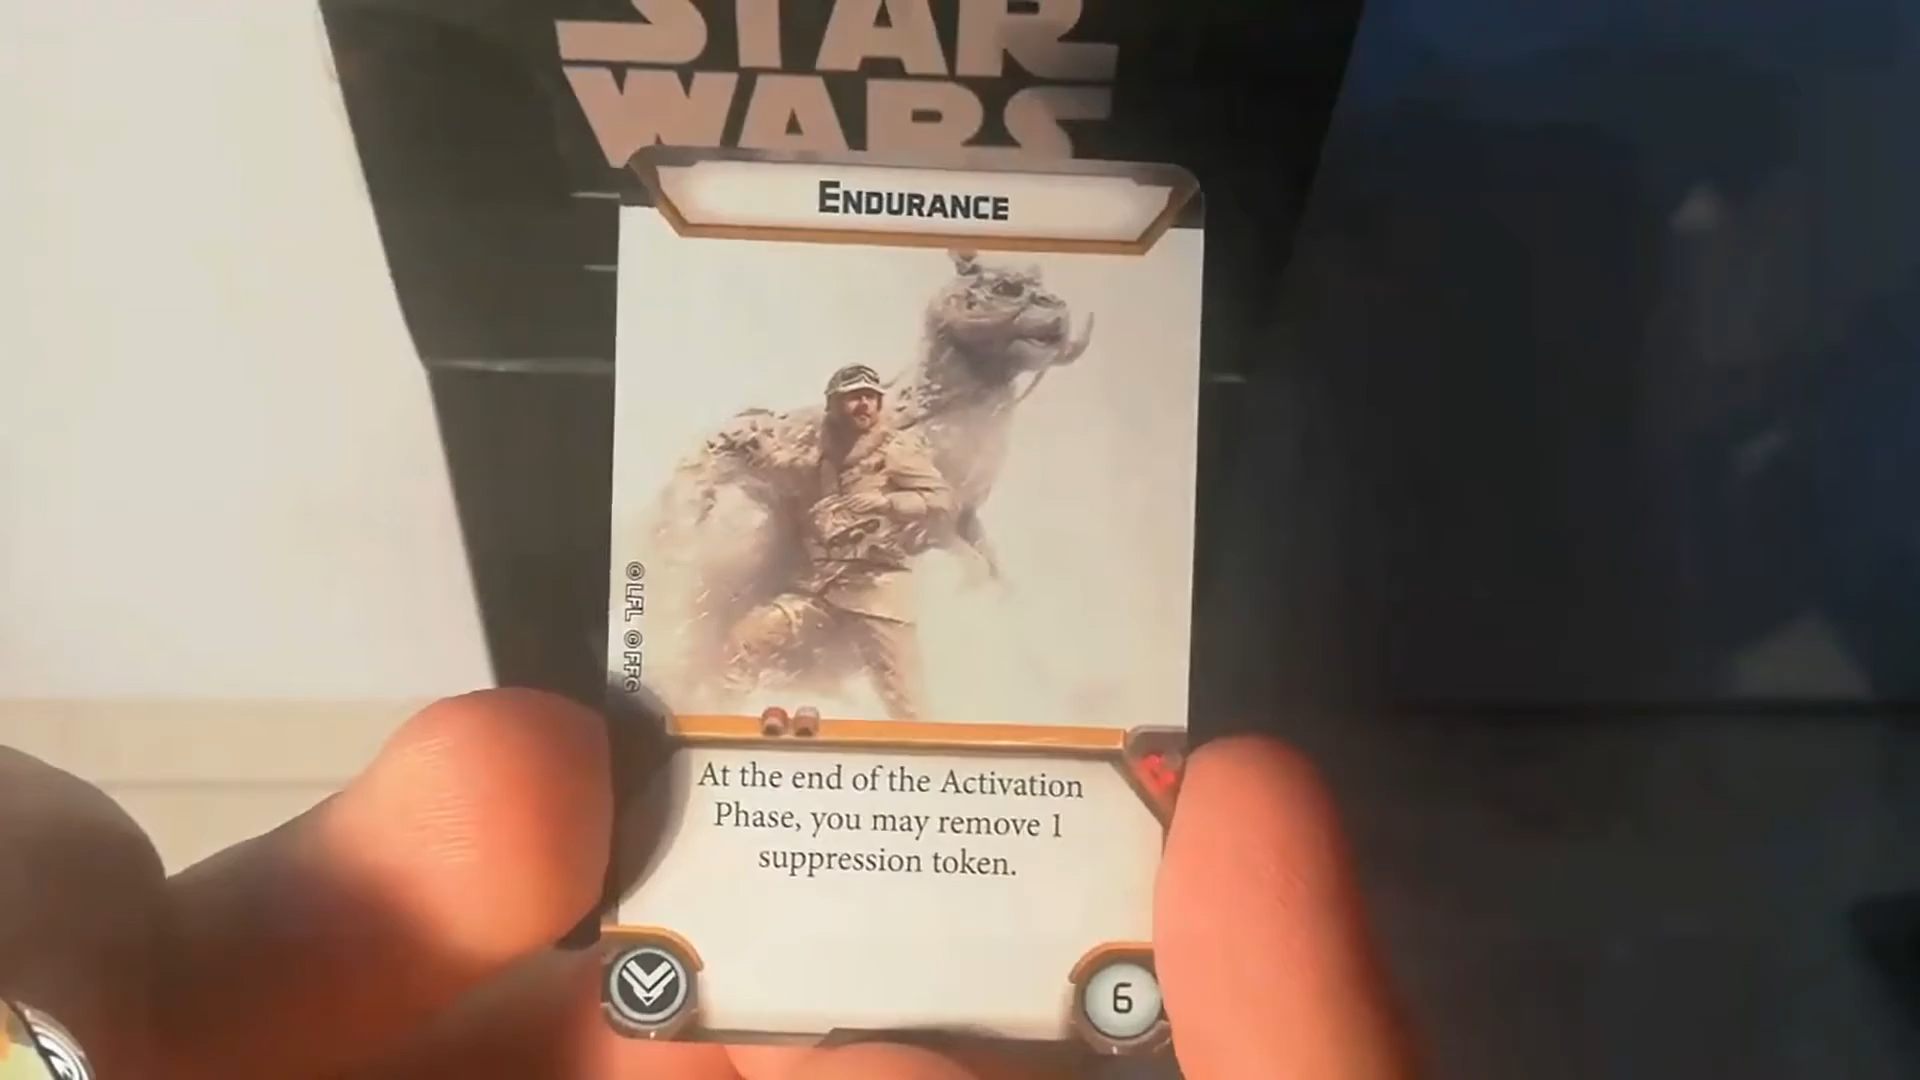 STAR
WARS
ENDURANCE
©LFL ©FFG
At the end of the Activation
Phase, you may remove 1
suppression token.
6